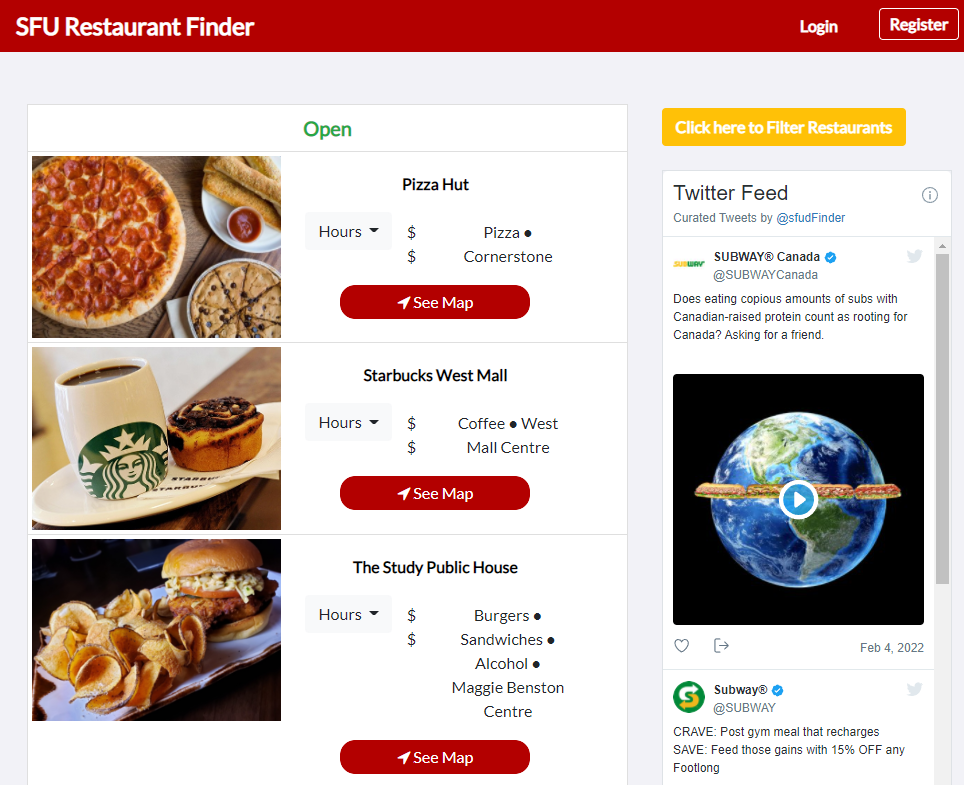 SFU Restaurant Finder
Login
Register
Open
Click here to Filter Restaurants
Pizza Hut
Hours
$
$
Pizza ●
Cornerstone
See Map
Starbucks West Mall
Hours
$
$
Coffee ● West
Mall Centre
See Map
The Study Public House
Hours
$
$
Burgers ●
Sandwiches ●
Alcohol ●
Maggie Benston
Centre
See Map
Twitter Feed
Curated Tweets by @sfudFinder
SUBWAY
SUBWAY® Canada
@SUBWAYCanada
Does eating copious amounts of subs with
Canadian-raised protein count as rooting for
Canada? Asking for a friend.
Feb 4, 2022
Subway®
@SUBWAY
CRAVE: Post gym meal that recharges
SAVE: Feed those gains with 15% OFF any
Footlong